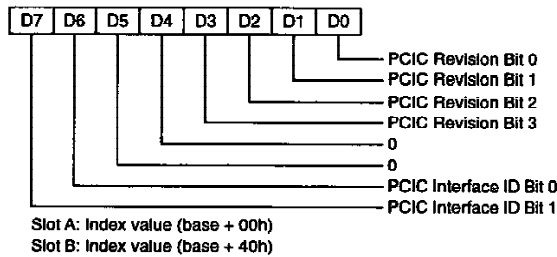 D7 D6 D5 D4 D3 D2 D1 D0
PCIC Revision Bit 0
PCIC Revision Bit 1
PCIC Revision Bit 2
PCIC Revision Bit 3
0
0
PCIC Interface ID Bit 0
PCIC Interface ID Bit 1
Slot A: Index value (base + 00h)
Slot B: Index value (base + 40h)